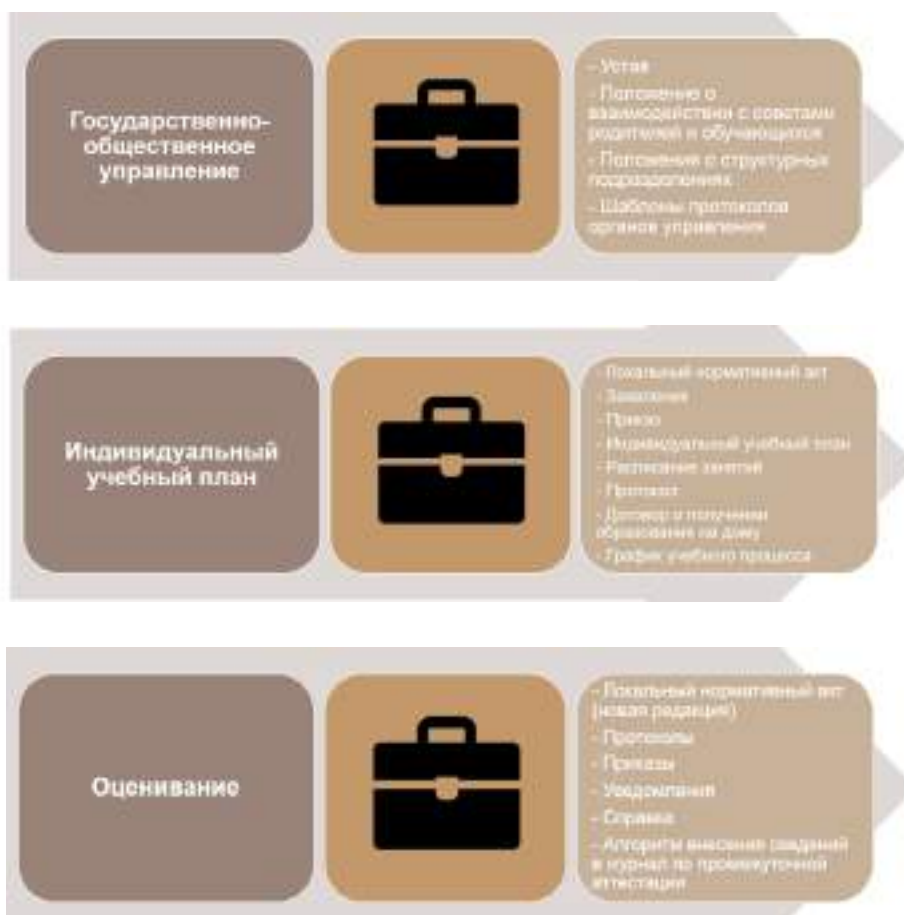 Государственно-
общественное
управление
- Устав
- Положение о
взаимодействии с советами
родителей и обучающихся
- Положения о структурных
подразделениях
- Шаблоны протоколов
органов управления
Индивидуальный
учебный план
- Локальный нормативный акт
- Заявление
- Приказ
- Индивидуальный учебный план
- Расписание занятий
- Протокол
- Договор о получении
образования на дому
- График учебного процесса
Оценивание
- Локальный нормативный акт
(новая редакция)
- Протоколы
- Приказы
- Уведомления
- Справка
- Алгоритм внесения сведений
в журнал по промежуточной
аттестации